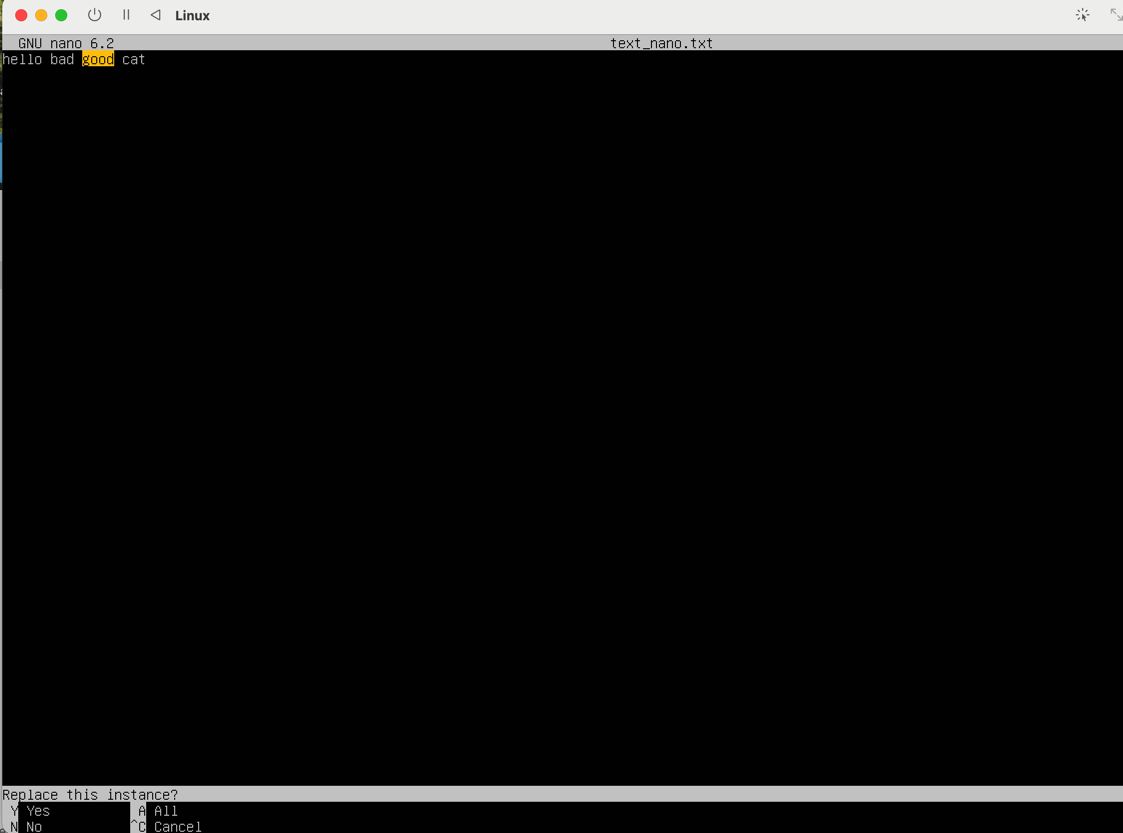 Linux
GNU nano 6.2 text_nano.txt
hello bad good cat
Replace this instance?
Y Yes A All
N No ^C Cancel